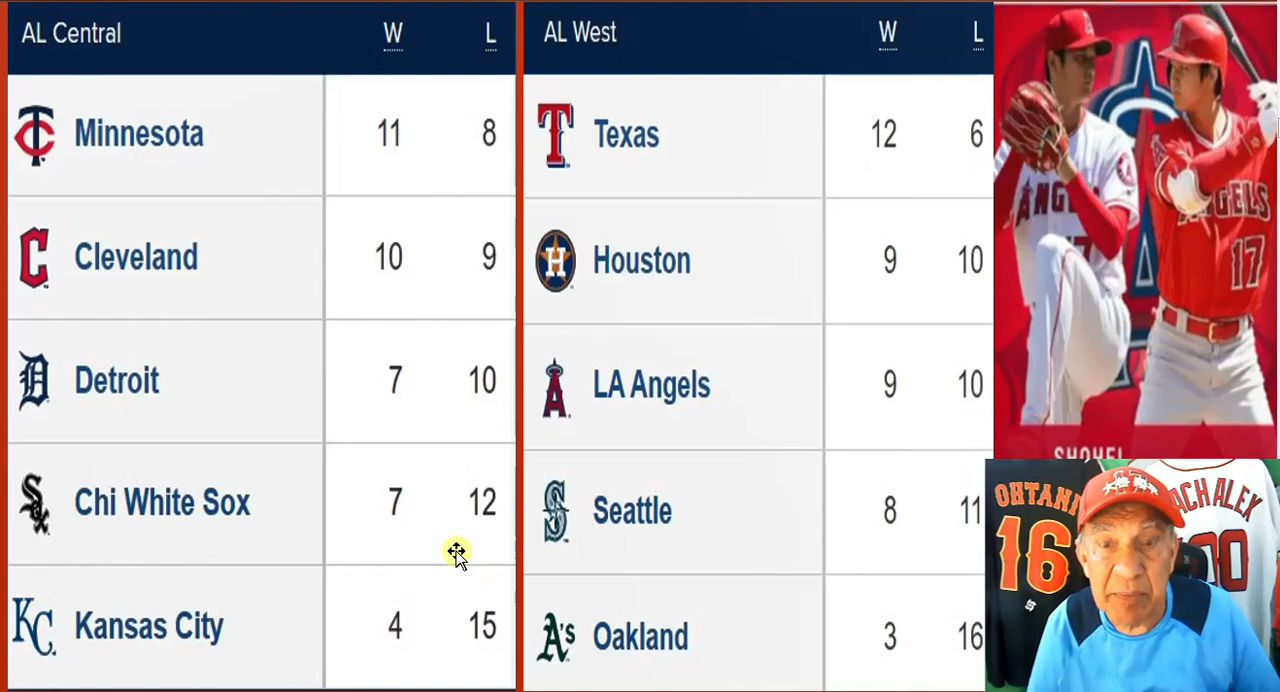 AL Central W L
Minnesota 11 8
Cleveland 10 9
Detroit 7 10
Chi White Sox 7 12
Kansas City 4 15
AL West W L
Texas 12 6
Houston 9 10
LA Angels 9 10
Seattle 8 11
Oakland 3 16
ANGELS
17
SHOHEI
OHTANI
16
ACH ALEX